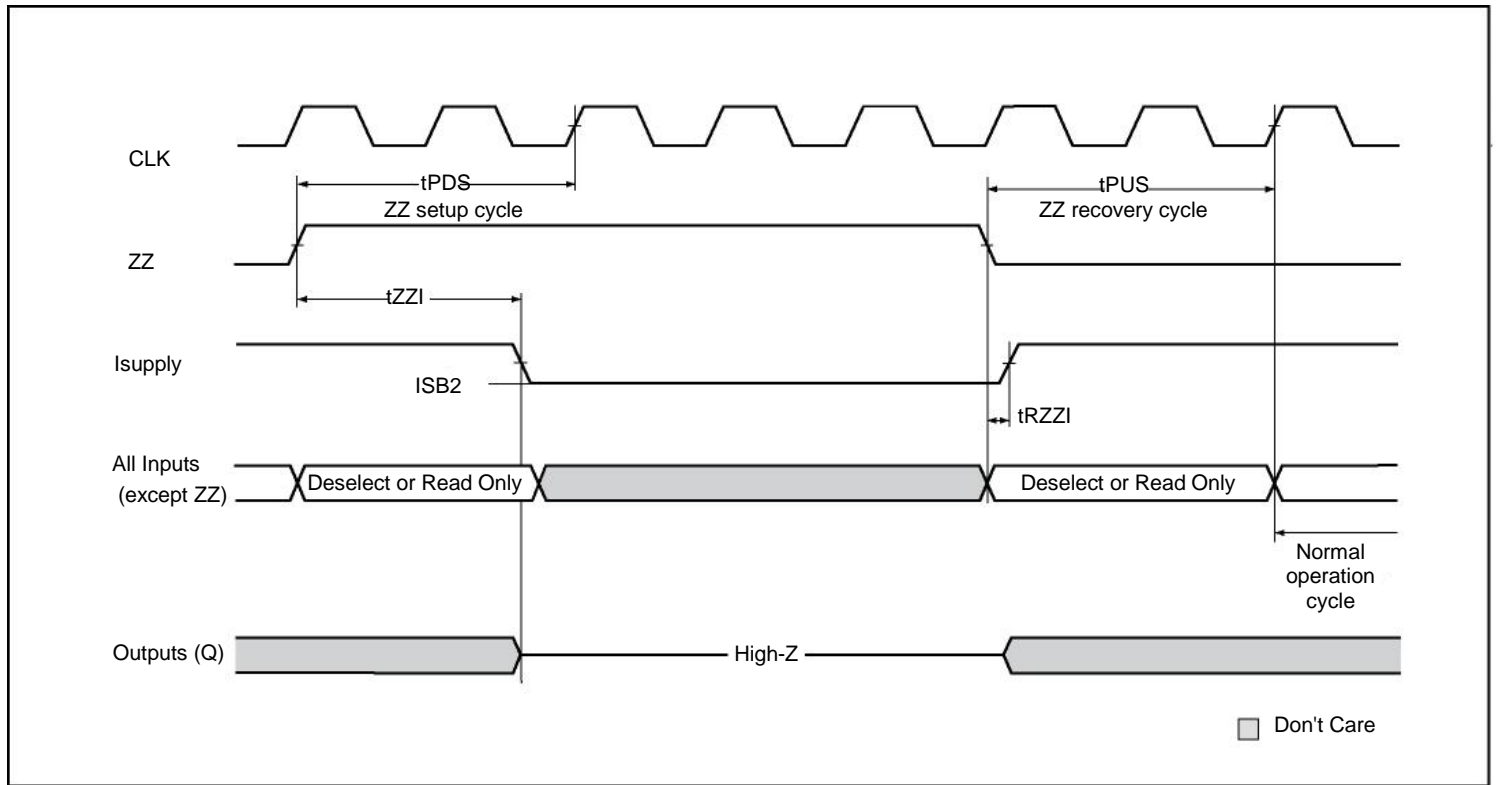 CLK
tPDS
ZZ setup cycle
tPUS
ZZ recovery cycle
ZZ
tZZI
Isupply
ISB2
tRZZI
All Inputs
(except ZZ)
Deselect or Read Only
Deselect or Read Only
Normal
operation
cycle
Outputs (Q)
High-Z
Don't Care